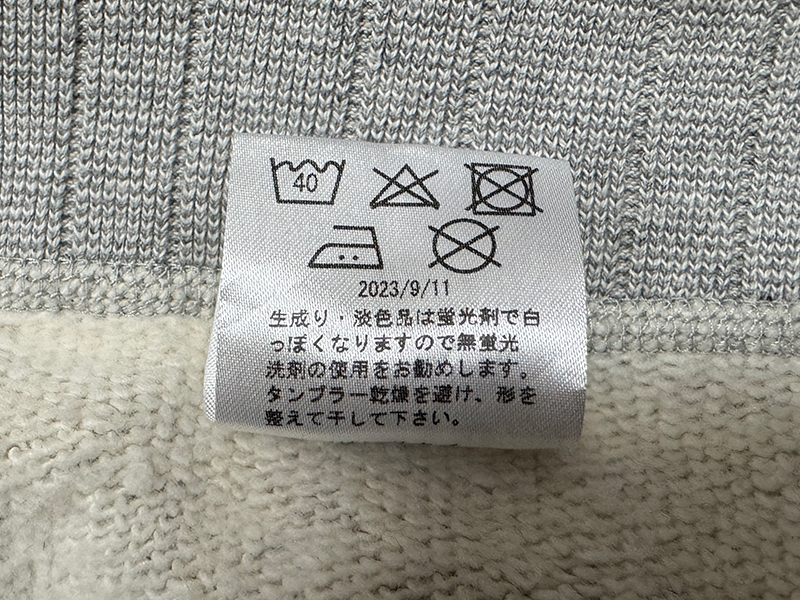 40
2023/9/11
生成り・淡色品は蛍光剤で白
っぽくなりますので無蛍光
洗剤の使用をお勧めします。
タンブラー乾燥を避け、形を
整えて干して下さい。